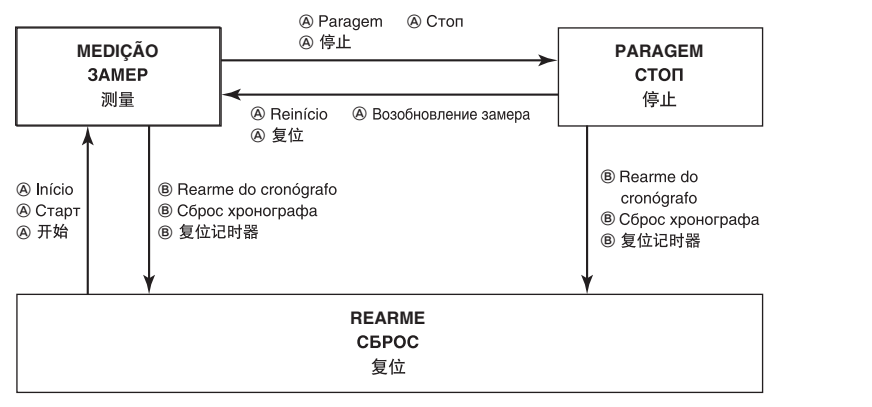 Ⓐ Paragem Ⓐ Стоп
Ⓐ 停止
MEDIÇÃO
ЗАМЕР
测量
PARAGEM
СТОП
停止
Ⓐ Reinício Ⓐ Возобновление замера
Ⓐ 复位
Ⓐ Início
Ⓐ Старт
Ⓐ 开始
Ⓑ Rearme do cronógrafo
Ⓑ Сброс хронографа
Ⓑ 复位记时器
Ⓑ Rearme do
cronógrafo
Ⓑ Сброс хронографа
Ⓑ 复位记时器
REARME
СБРОС
复位